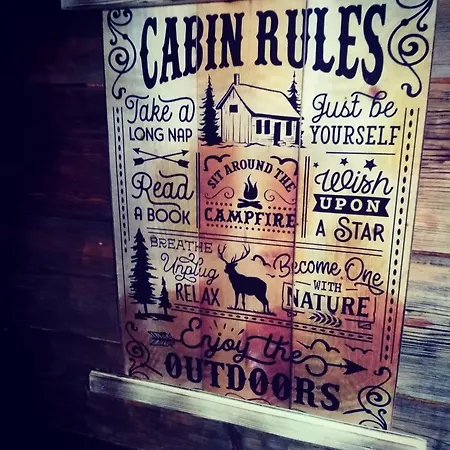 CABIN RULES
Take a
LONG NAP
Just be
YOURSELF
SIT AROUND THE
CAMPFIRE
Read
A BOOK
Wish
UPON
A STAR
BREATHE
Unplug
RELAX
Become One
WITH
NATURE
Enjoy the
OUTDOORS